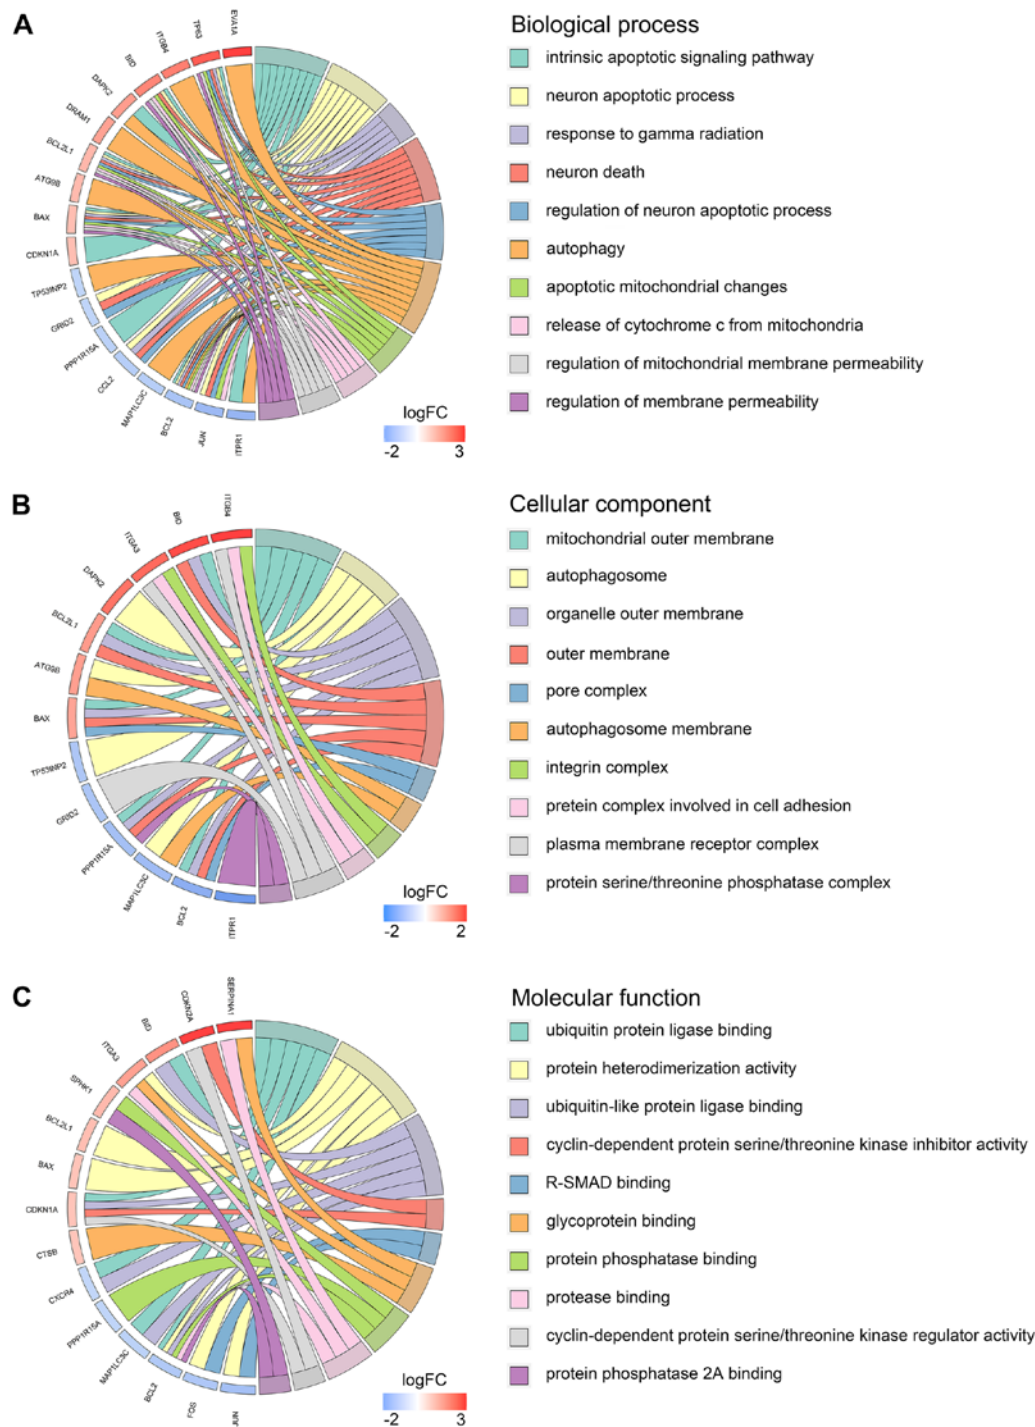 A
EVA1A
TP63
ITGB4
BID
DAPK2
DRAM1
BCL2L1
ATG9B
BAX
CDKN1A
TP53INP2
GRID2
PPP1R15A
CCL2
MAP1LC3C
BCL2
JUN
ITPR1
logFC
-2 3
Biological process
intrinsic apoptotic signaling pathway
neuron apoptotic process
response to gamma radiation
neuron death
regulation of neuron apoptotic process
autophagy
apoptotic mitochondrial changes
release of cytochrome c from mitochondria
regulation of mitochondrial membrane permeability
regulation of membrane permeability
B
ITGB4
BID
ITGA3
DAPK2
BCL2L1
ATG9B
BAX
TP53INP2
GRID2
PPP1R15A
MAP1LC3C
BCL2
ITPR1
logFC
-2 2
Cellular component
mitochondrial outer membrane
autophagosome
organelle outer membrane
outer membrane
pore complex
autophagosome membrane
integrin complex
pretein complex involved in cell adhesion
plasma membrane receptor complex
protein serine/threonine phosphatase complex
C
SERPINA1
CDKN2A
BID
ITGA3
SPHK1
BCL2L1
BAX
CDKN1A
CTSB
CXCR4
PPP1R15A
MAP1LC3C
BCL2
FOS
JUN
logFC
-2 3
Molecular function
ubiquitin protein ligase binding
protein heterodimerization activity
ubiquitin-like protein ligase binding
cyclin-dependent protein serine/threonine kinase inhibitor activity
R-SMAD binding
glycoprotein binding
protein phosphatase binding
protease binding
cyclin-dependent protein serine/threonine kinase regulator activity
protein phosphatase 2A binding